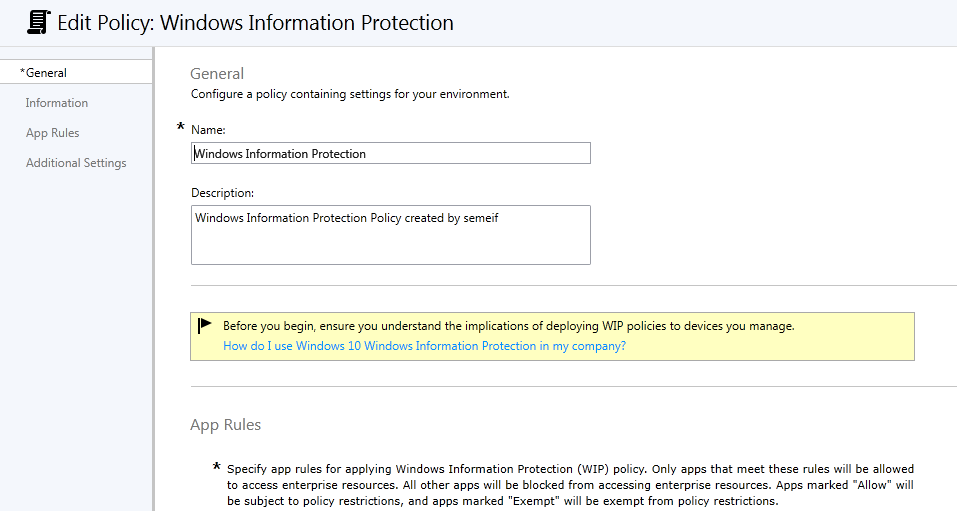 Edit Policy: Windows Information Protection
*General
Information
App Rules
Additional Settings
General
Configure a policy containing settings for your environment.
* Name:
Windows Information Protection
Description:
Windows Information Protection Policy created by semeif
Before you begin, ensure you understand the implications of deploying WIP policies to devices you manage.
How do I use Windows 10 Windows Information Protection in my company?
App Rules
* Specify app rules for applying Windows Information Protection (WIP) policy. Only apps that meet these rules will be allowed
to access enterprise resources. All other apps will be blocked from accessing enterprise resources. Apps marked "Allow" will
be subject to policy restrictions, and apps marked "Exempt" will be exempt from policy restrictions.